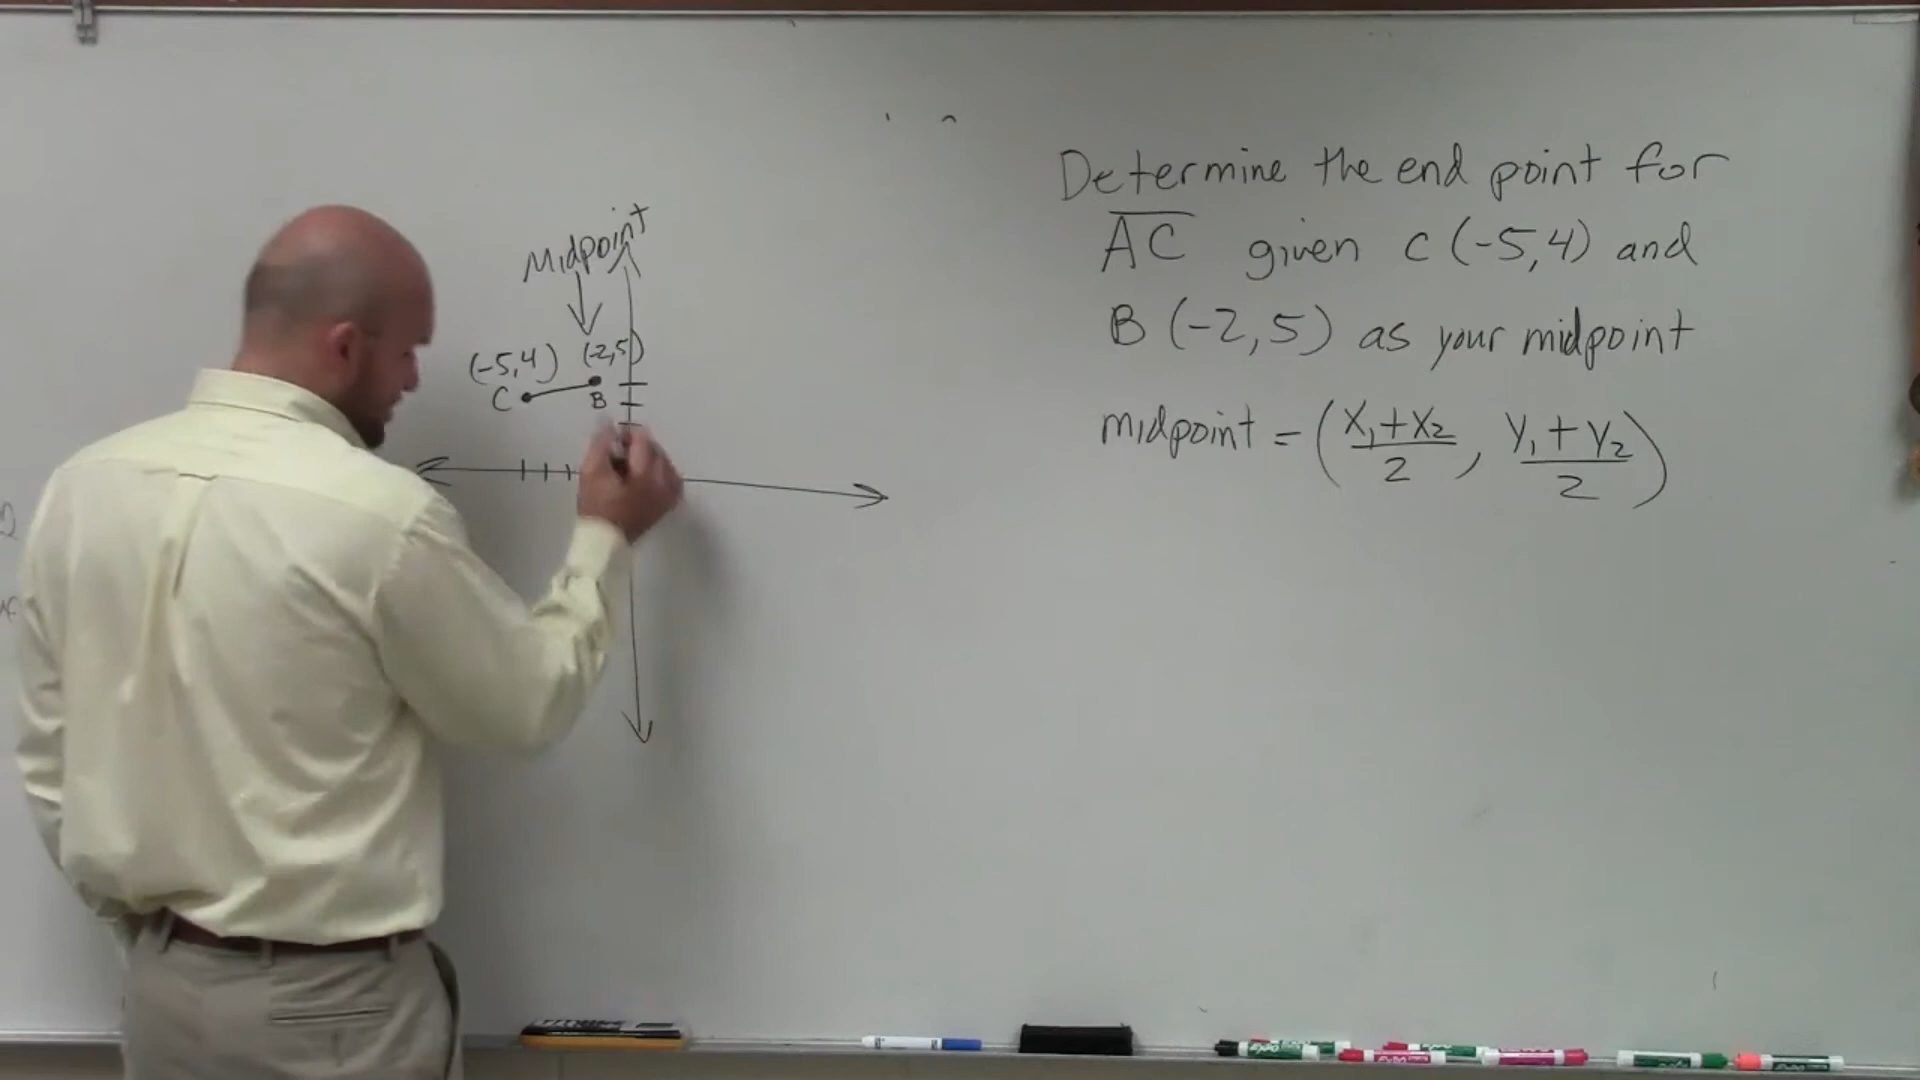 Midpoint
(-5,4) (-2,5)
C B
Determine the end point for
AC given C (-5,4) and
B (-2,5) as your midpoint
midpoint = (x₁+x₂/2, y₁+y₂/2)